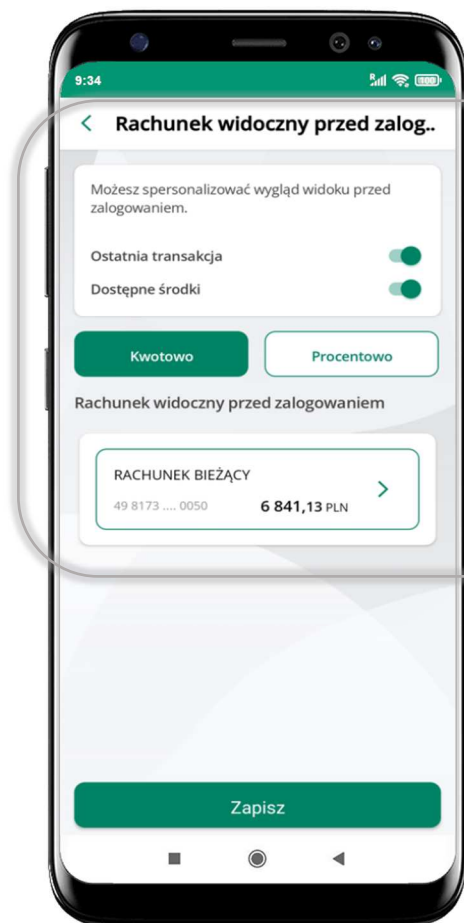 9:34
R
100
Rachunek widoczny przed zalog..
Możesz spersonalizować wygląd widoku przed
zalogowaniem.
Ostatnia transakcja
Dostępne środki
Kwotowo
Procentowo
Rachunek widoczny przed zalogowaniem
RACHUNEK BIEŻĄCY
49 8173 .... 0050 6 841,13 PLN
Zapisz